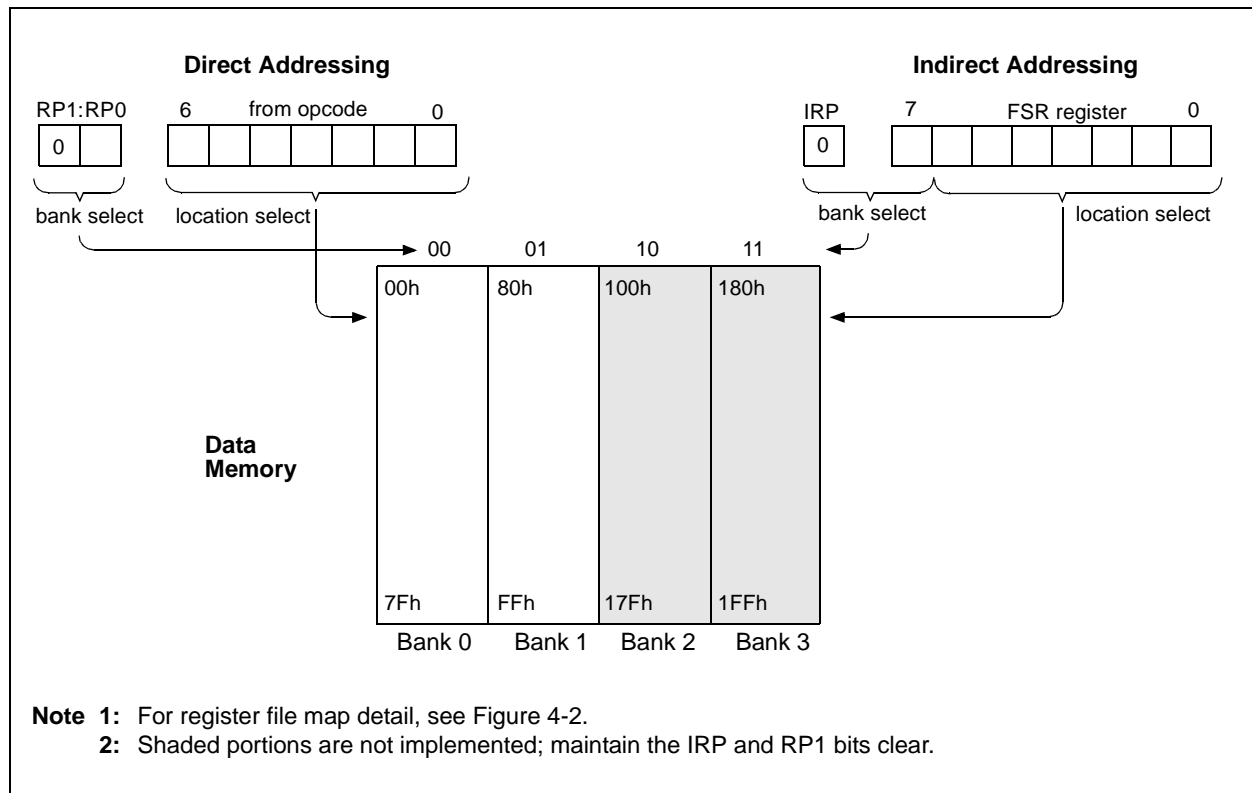 Direct Addressing
Indirect Addressing
RP1:RP0
6 from opcode 0
IRP
7 FSR register 0
0
0
bank select
location select
bank select
location select
00 01 10 11
00h 80h 100h 180h
Data
Memory
7Fh FFh 17Fh 1FFh
Bank 0 Bank 1 Bank 2 Bank 3
Note 1: For register file map detail, see Figure 4-2.
2: Shaded portions are not implemented; maintain the IRP and RP1 bits clear.